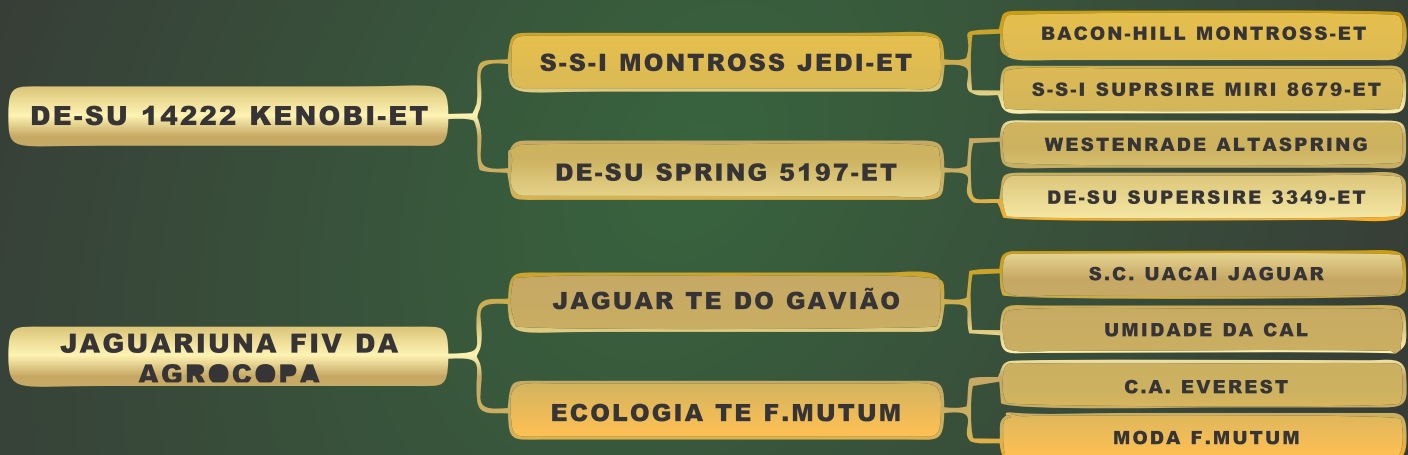 BACON-HILL MONTROSS-ET
S-S-I MONTROSS JEDI-ET
S-S-I SUPRSIRE MIRI 8679-ET
DE-SU 14222 KENOBI-ET
WESTENRADE ALTASPRING
DE-SU SPRING 5197-ET
DE-SU SUPERSIRE 3349-ET
S.C. UACAI JAGUAR
JAGUAR TE DO GAVIÃO
UMIDADE DA CAL
JAGUARIUNA FIV DA
AGROCOPA
C.A. EVEREST
ECOLOGIA TE F.MUTUM
MODA F.MUTUM